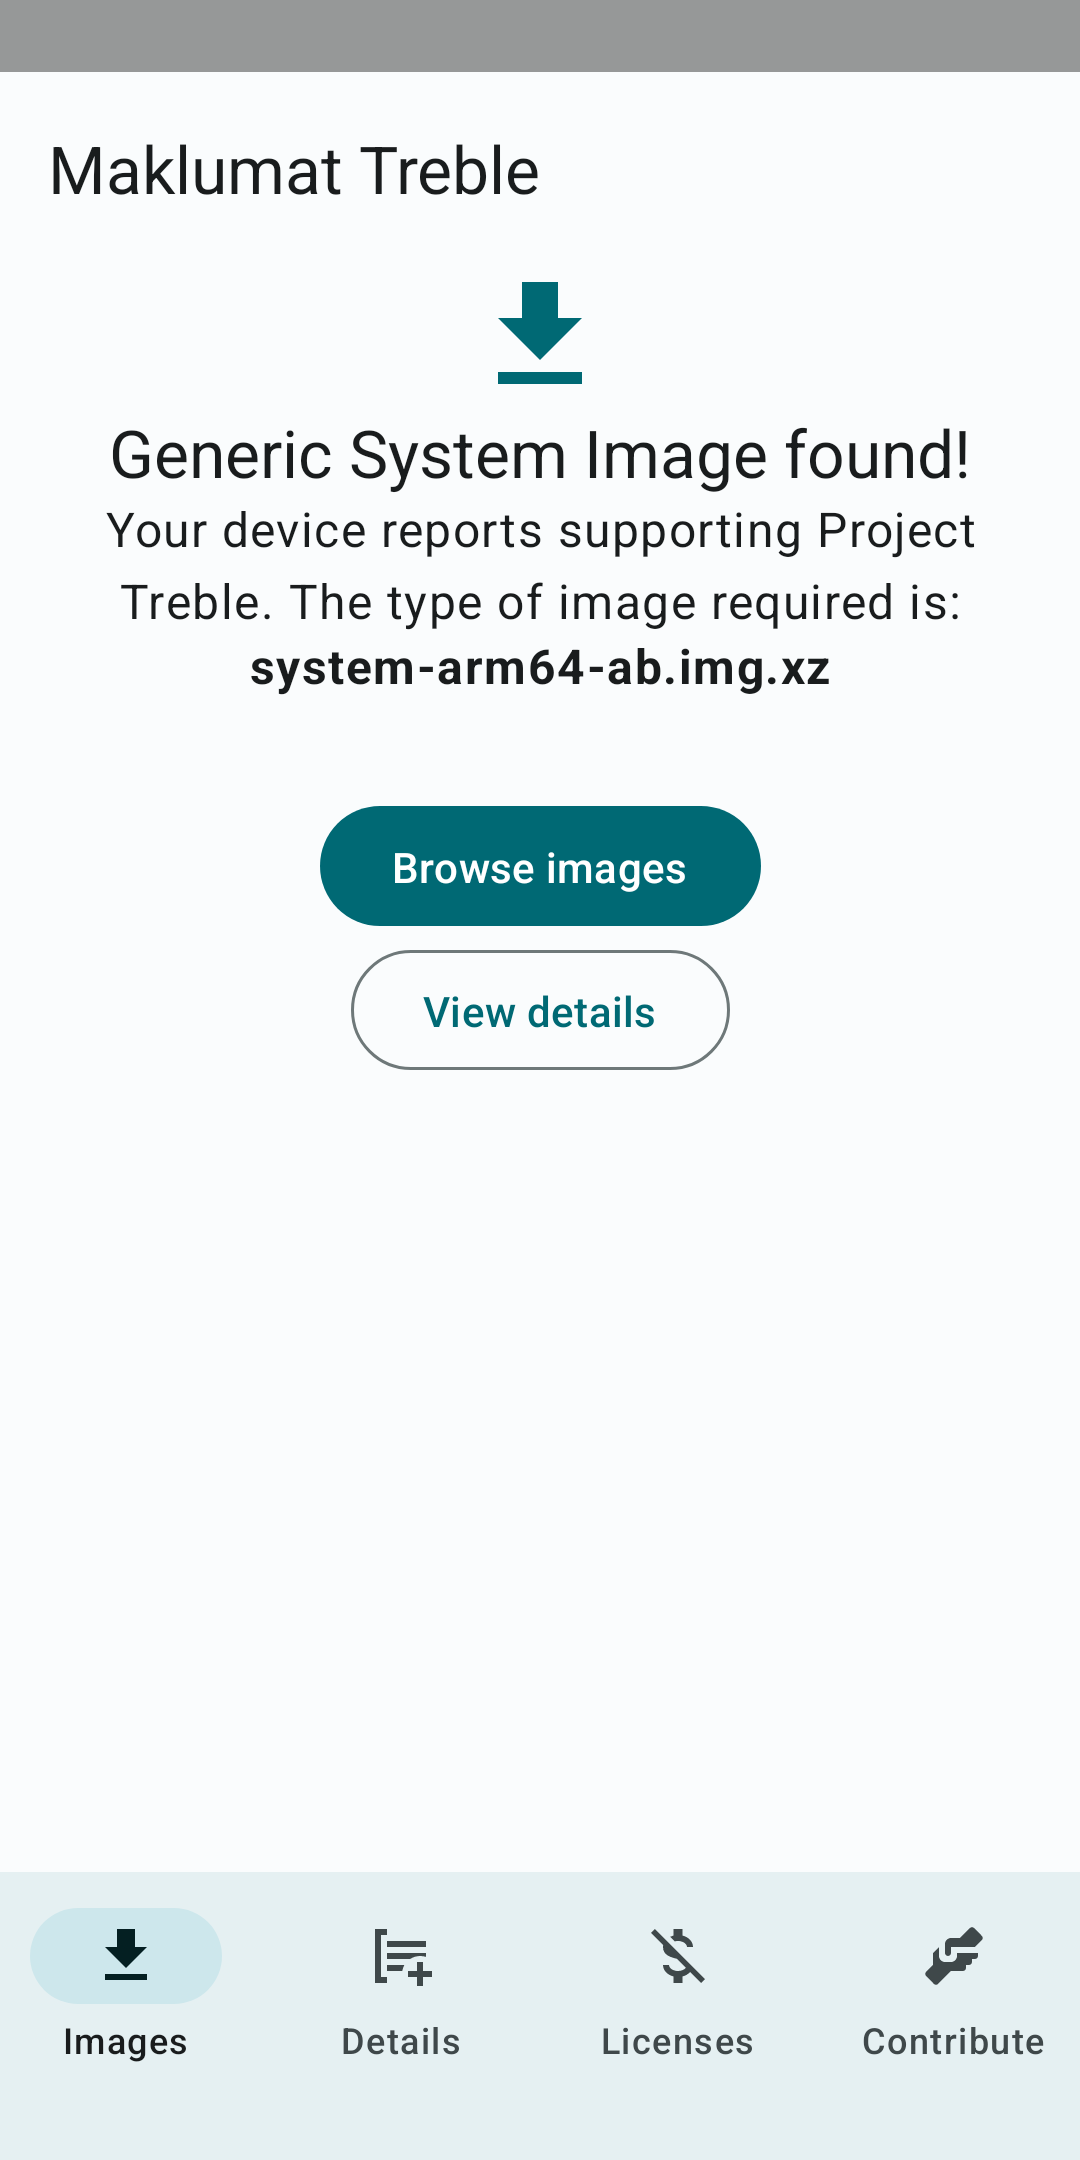 Maklumat Treble
Generic System Image found!
Your device reports supporting Project
Treble. The type of image required is:
system-arm64-ab.img.xz
Browse images
View details
Images
Details
Licenses
Contribute